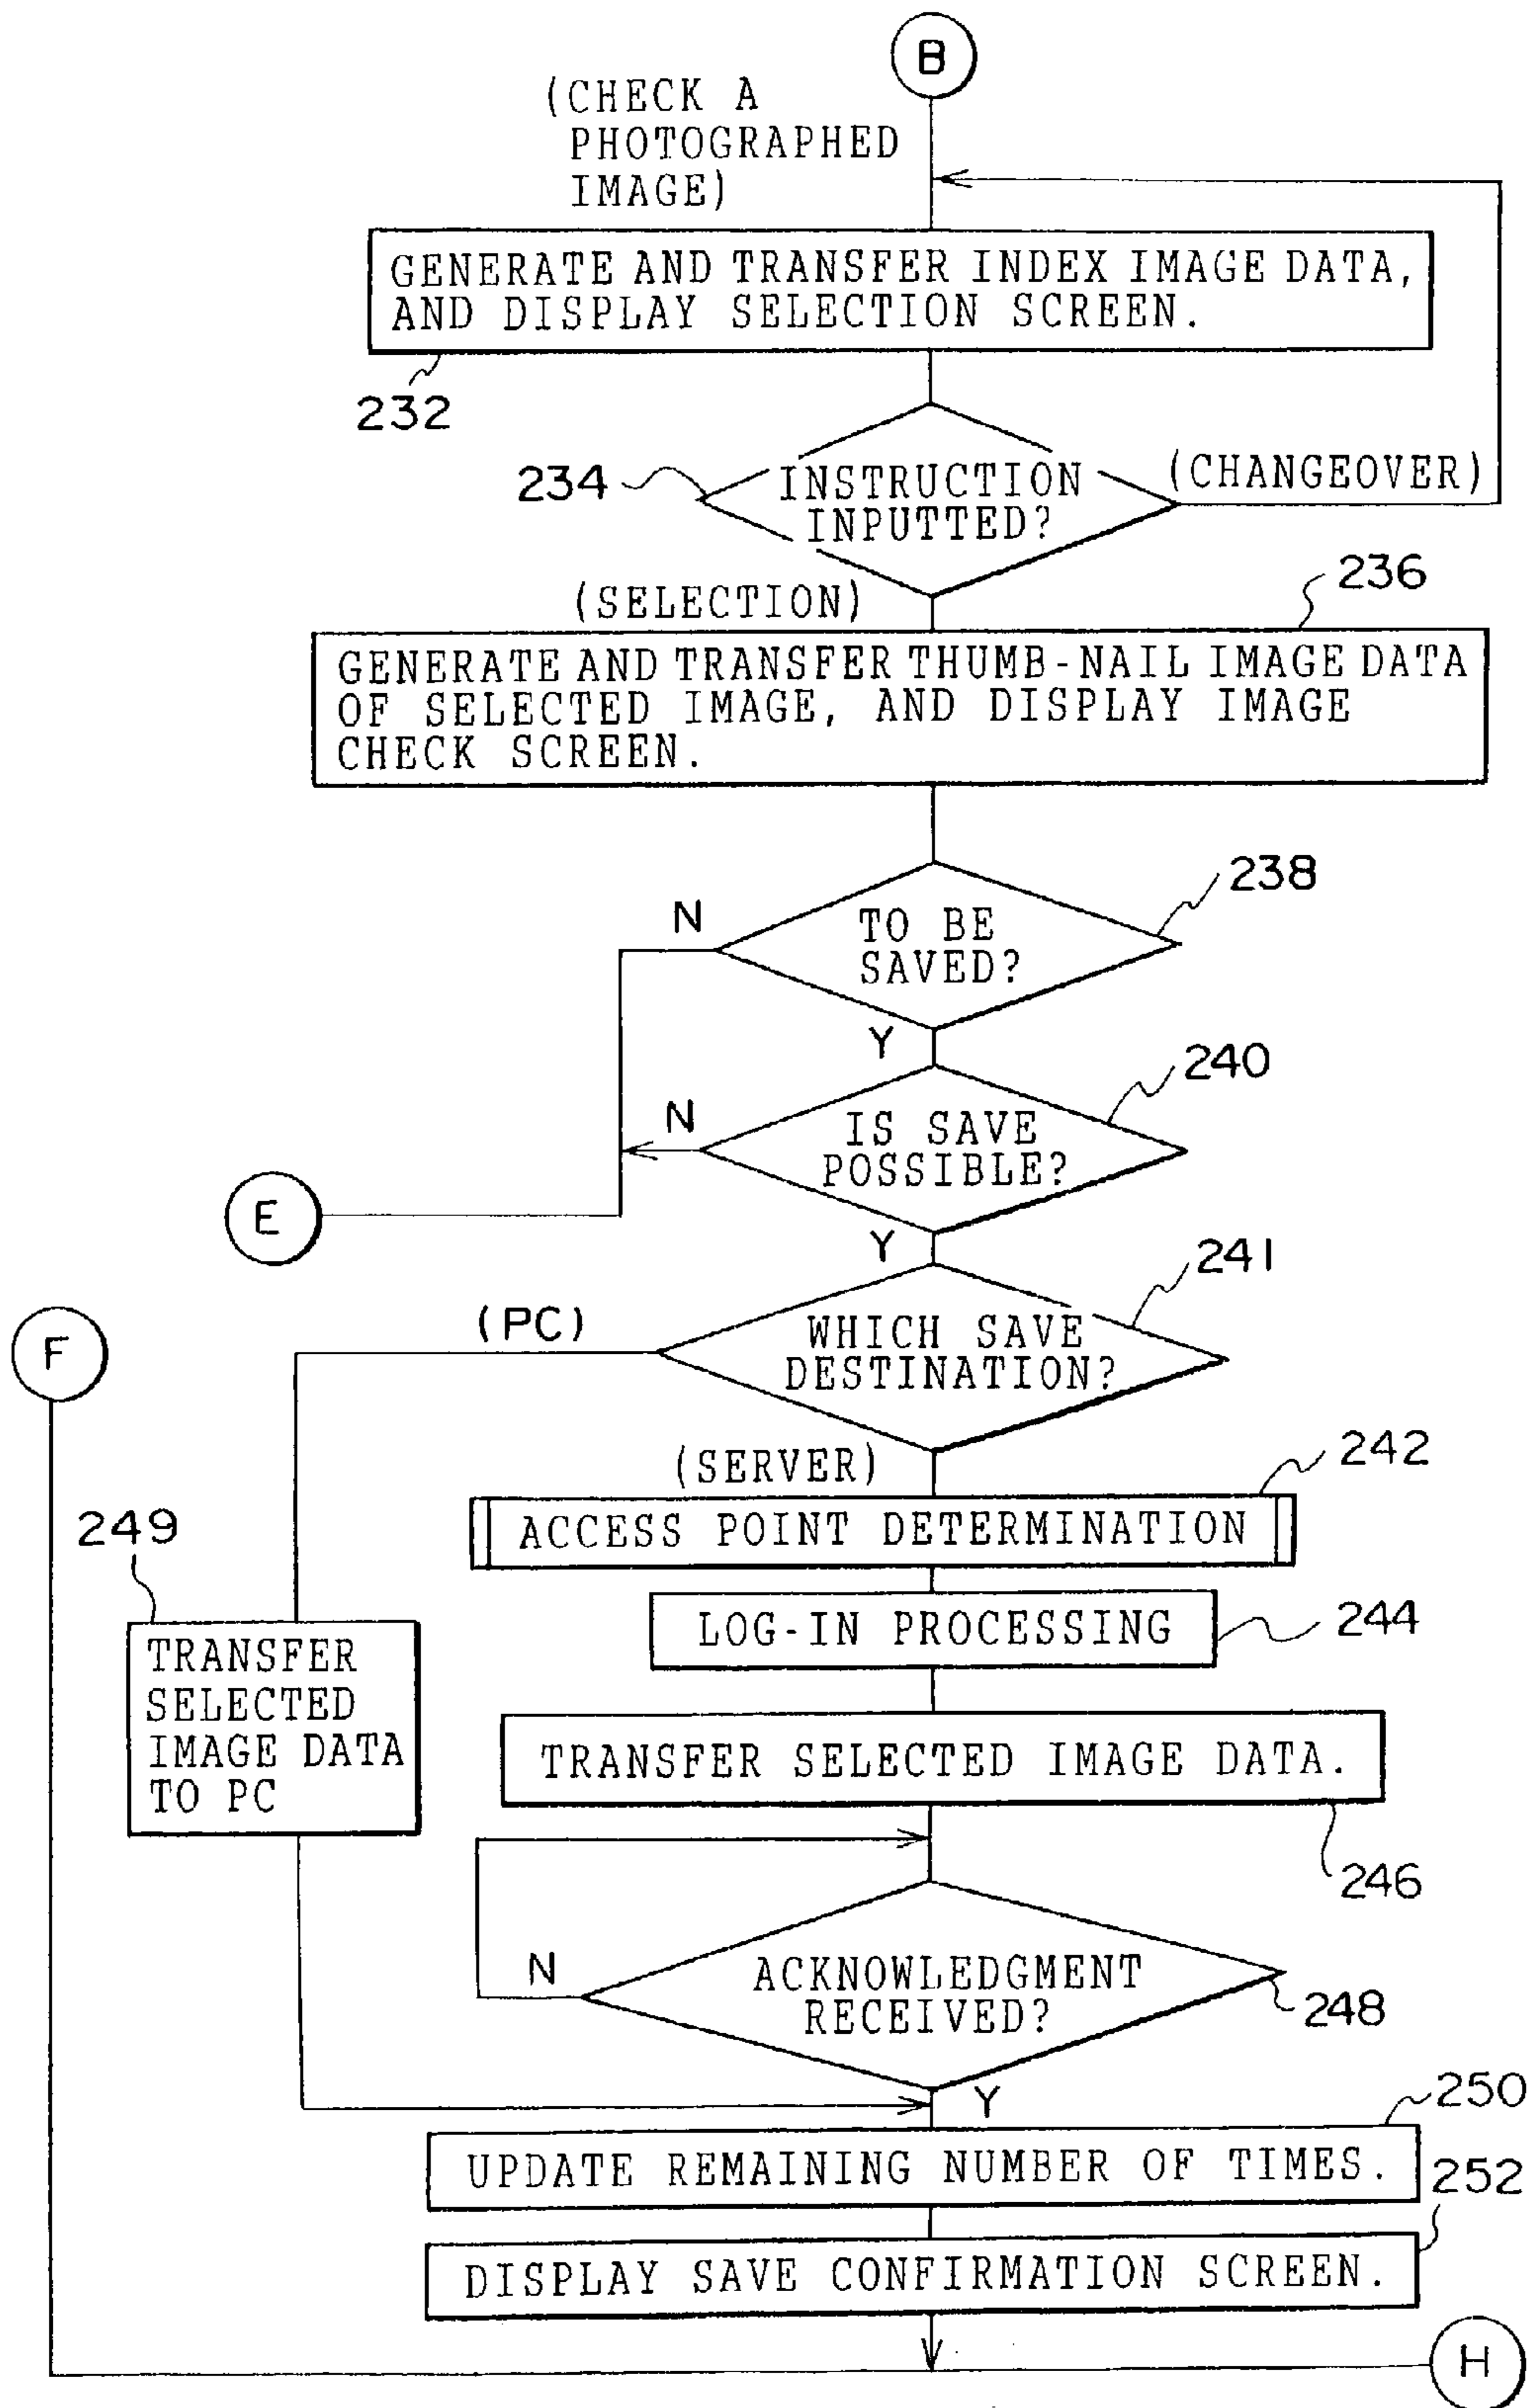 B
(CHECK A
PHOTOGRAPHED
IMAGE)
GENERATE AND TRANSFER INDEX IMAGE DATA,
AND DISPLAY SELECTION SCREEN.
232
234
INSTRUCTION
INPUTTED?
(CHANGEOVER)
(SELECTION)
236
GENERATE AND TRANSFER THUMB-NAIL IMAGE DATA
OF SELECTED IMAGE, AND DISPLAY IMAGE
CHECK SCREEN.
238
N
TO BE
SAVED?
Y
240
N
IS SAVE
POSSIBLE?
E
Y
241
F
(PC)
WHICH SAVE
DESTINATION?
(SERVER)
242
ACCESS POINT DETERMINATION
249
LOG-IN PROCESSING
244
TRANSFER
SELECTED
IMAGE DATA
TO PC
TRANSFER SELECTED IMAGE DATA.
246
N
ACKNOWLEDGMENT
RECEIVED?
248
Y
250
UPDATE REMAINING NUMBER OF TIMES.
252
DISPLAY SAVE CONFIRMATION SCREEN.
H